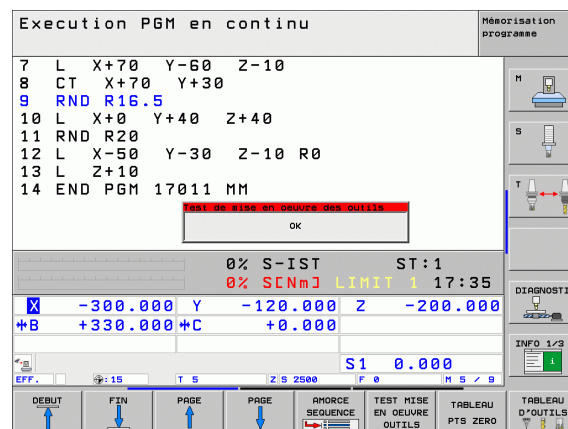 Execution PGM en continu
Mémorisation
programme
7 L X+70 Y-60 Z-10
8 CT X+70 Y+30
9 RND R16.5
10 L X+0 Y+40 Z+40
11 RND R20
12 L X-50 Y-30 Z-10 R0
13 L Z+10
14 END PGM 17011 MM
Test de mise en oeuvre des outils
OK
0% S-IST ST:1
0% S[Nm] LIMIT 1 17:35
X -300.000 Y -120.000 Z -200.000
B +330.000 C +0.000
S1 0.000
EFF. :15 T 5 Z S 2500 F 0 M 5 / 9
M
S
T
DIAGNOSTI
INFO 1/3
DEBUT
FIN
PAGE
PAGE
AMORCE
SEQUENCE
TEST MISE
EN OEUVRE
OUTILS
TABLEAU
PTS ZERO
TABLEAU
D'OUTILS